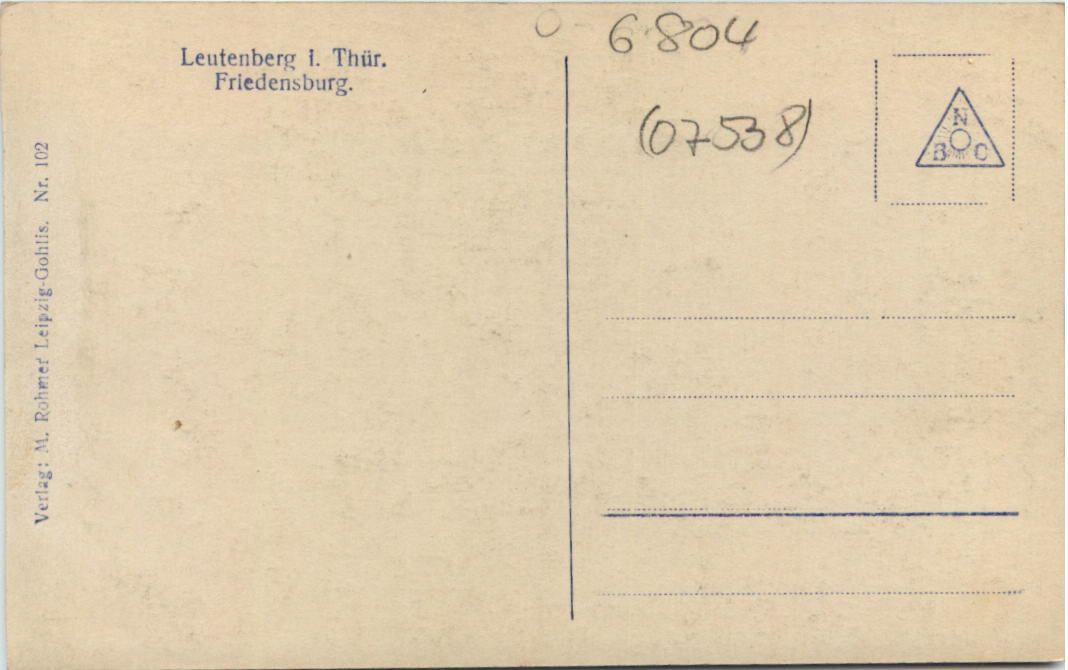 Leutenberg i. Thür.
Friedensburg.
Verlag: M. Rohmer Leipzig-Gohlis. Nr. 102
O - 6804
(07538)
N
B O C